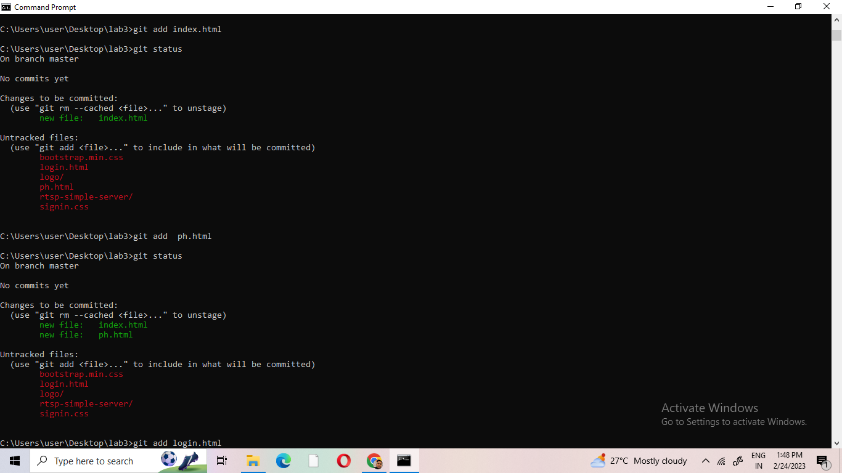 Command Prompt
C:\Users\user\Desktop\lab3>git add index.html
C:\Users\user\Desktop\lab3>git status
On branch master
No commits yet
Changes to be committed:
(use "git rm --cached <file>..." to unstage)
new file:   index.html
Untracked files:
(use "git add <file>..." to include in what will be committed)
bootstrap.min.css
login.html
logo/
ph.html
rtsp-simple-server/
signin.css
C:\Users\user\Desktop\lab3>git add  ph.html
C:\Users\user\Desktop\lab3>git status
On branch master
No commits yet
Changes to be committed:
(use "git rm --cached <file>..." to unstage)
new file:   index.html
new file:   ph.html
Untracked files:
(use "git add <file>..." to include in what will be committed)
bootstrap.min.css
login.html
logo/
rtsp-simple-server/
signin.css
C:\Users\user\Desktop\lab3>git add login.html
Activate Windows
Go to Settings to activate Windows.
Type here to search
27°C Mostly cloudy
ENG
IN
1:48 PM
2/24/2023
1